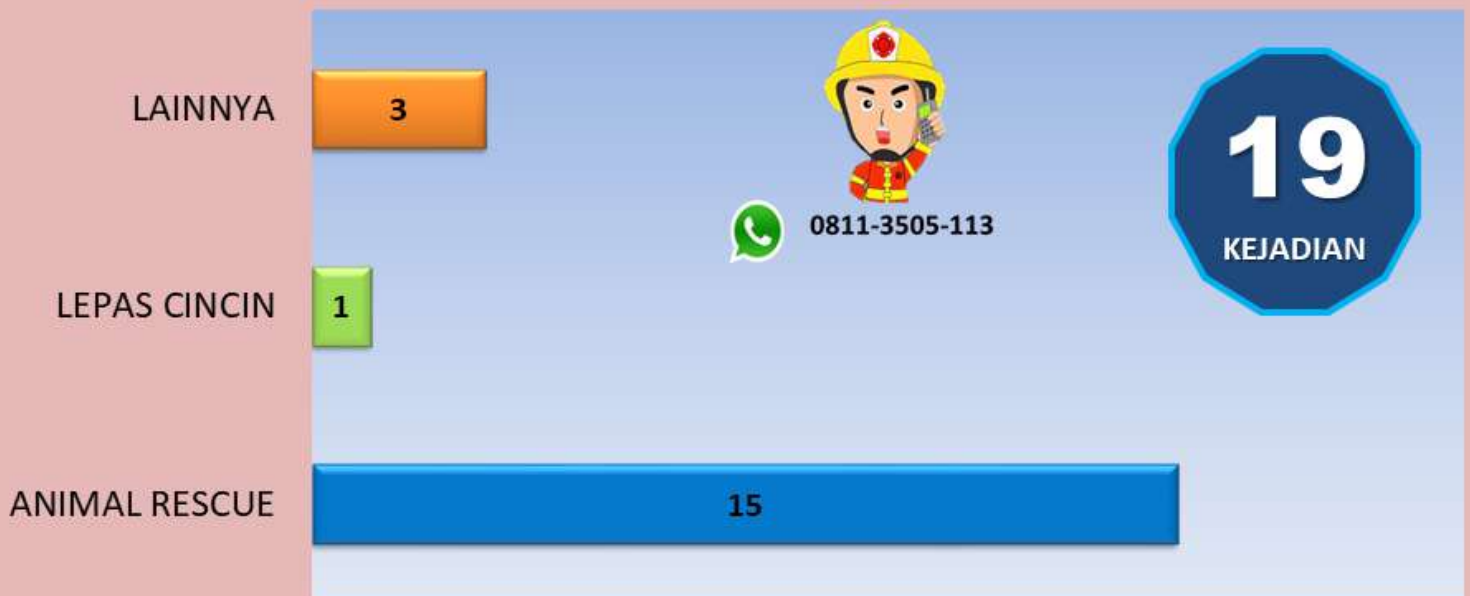 LAINNYA
3
0811-3505-113
19
KEJADIAN
LEPAS CINCIN
1
ANIMAL RESCUE
15